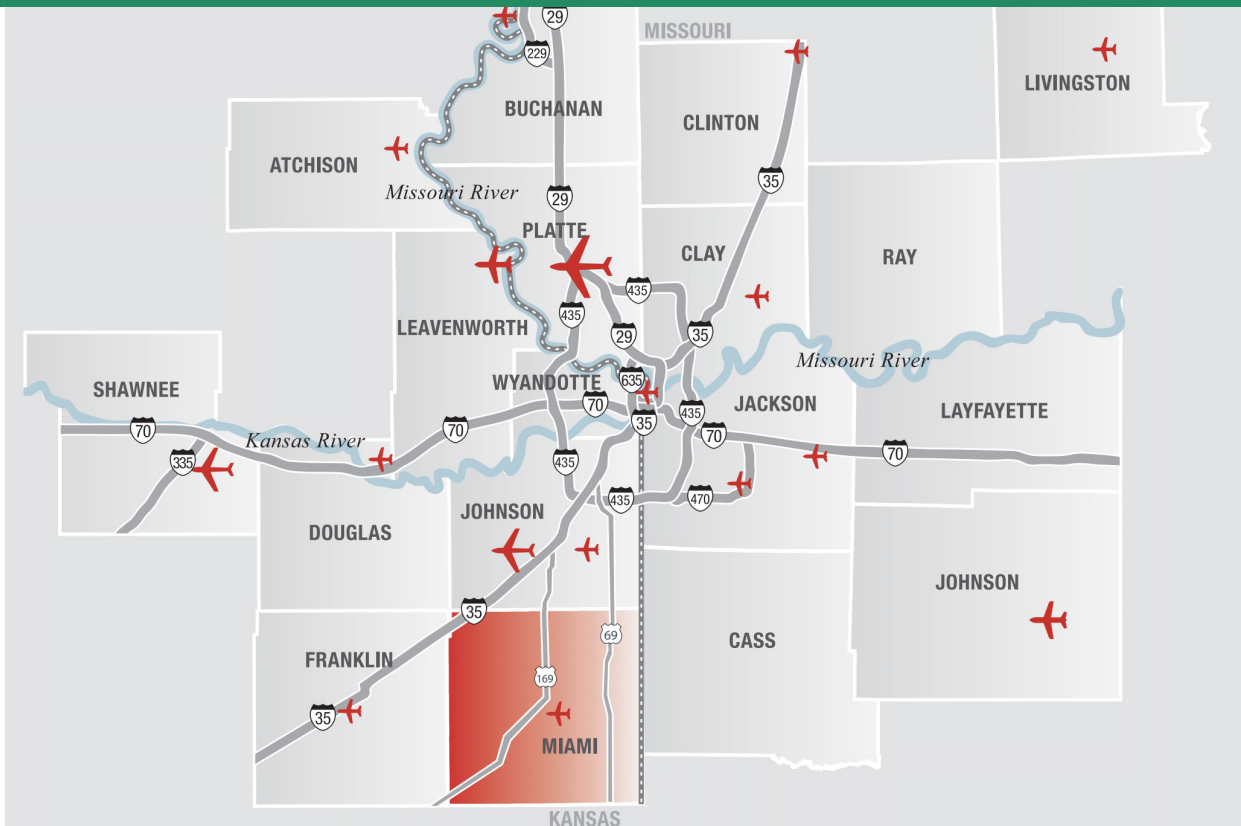 29
MISSOURI
229
LIVINGSTON
BUCHANAN
CLINTON
ATCHISON
35
Missouri River
29
PLATTE
CLAY
RAY
435
435
LEAVENWORTH
29
35
Missouri River
WYANDOTTE
635
SHAWNEE
70
435
JACKSON
LAYFAYETTE
70
Kansas River
70
35
70
70
335
435
435
470
JOHNSON
DOUGLAS
JOHNSON
35
69
CASS
FRANKLIN
169
35
MIAMI
KANSAS